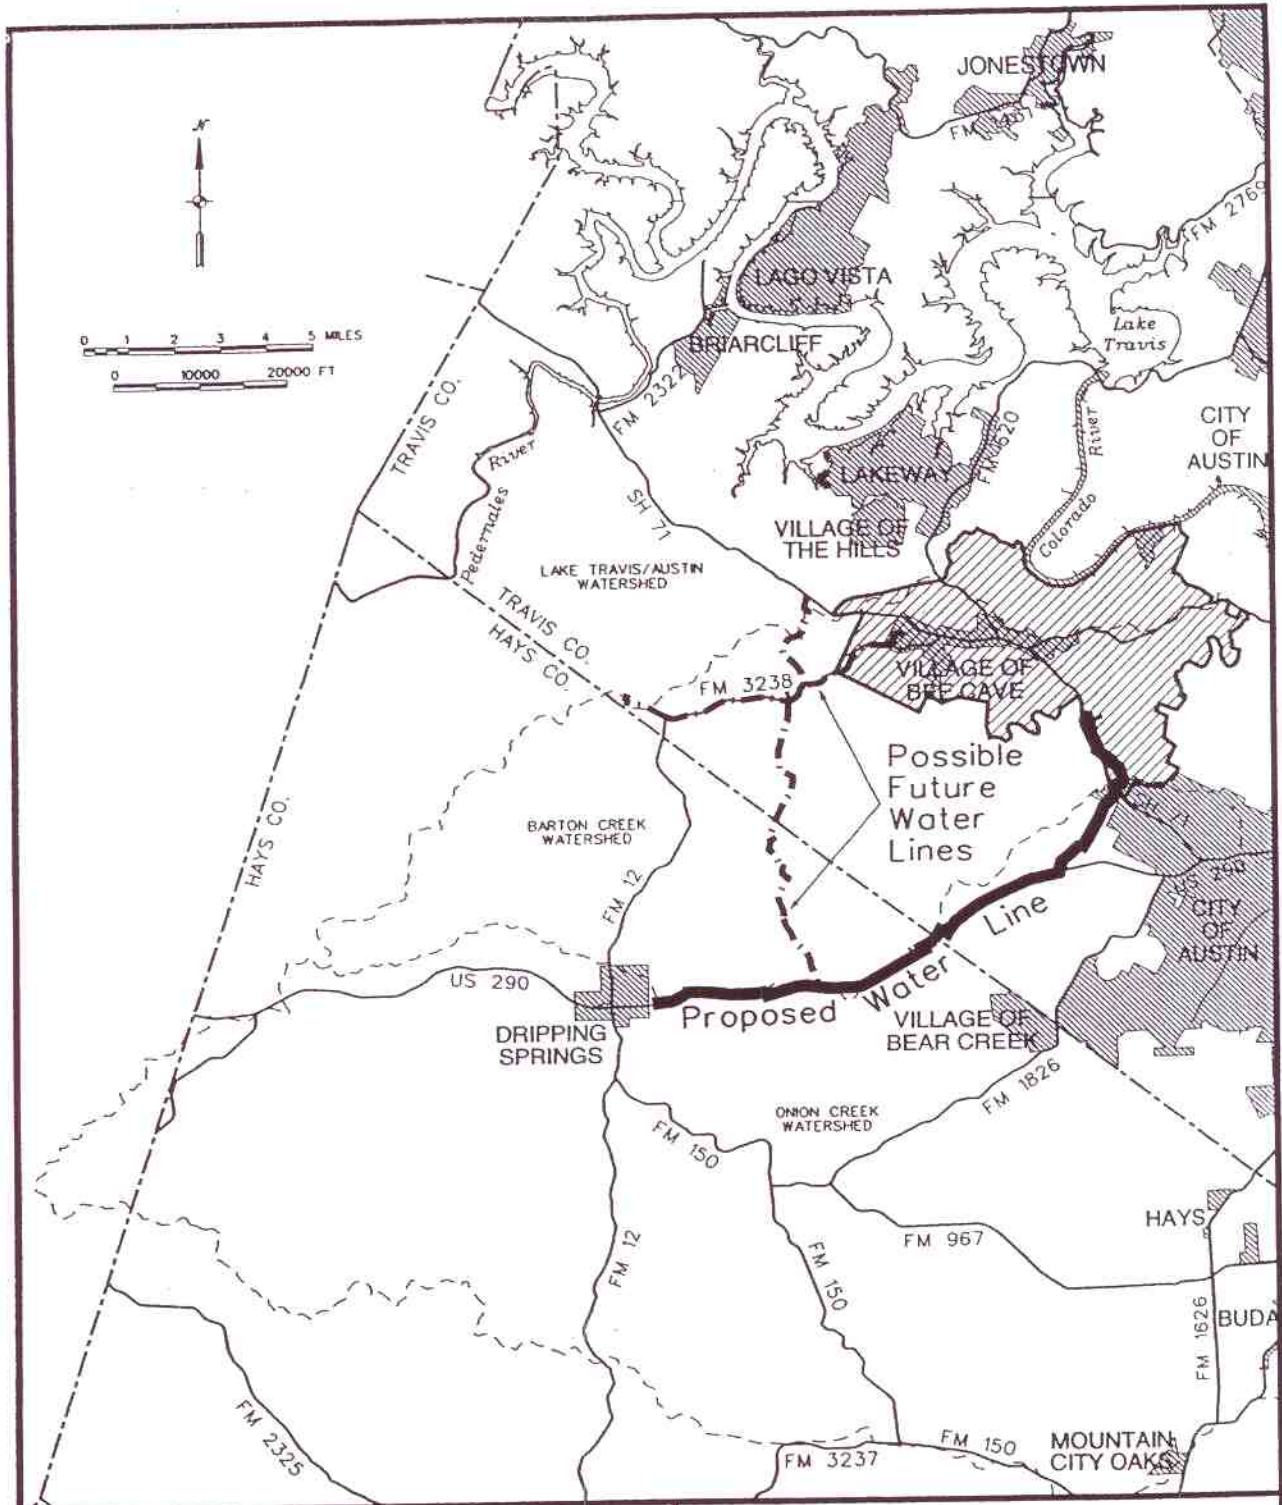 JONESTOWN
N
FM 2769
LAGO VISTA
0 1 2 3 4 5 MILES
Lake
Travis
BRIARCLIFF
0 10000 20000 FT
FM 2322
TRAVIS CO.
CITY
OF
AUSTIN
River
River
FM 620
LAKEWAY
SH 71
Pedernales
VILLAGE OF
THE HILLS
Colorado
LAKE TRAVIS/AUSTIN
WATERSHED
TRAVIS CO.
HAYS CO.
VILLAGE OF
BEE CAVE
FM 3238
Possible
Future
Water
Lines
HAYS CO.
BARTON CREEK
WATERSHED
SH 71
US 290
FM 12
Line
CITY
OF
AUSTIN
US 290
Water
Proposed
DRIPPING
SPRINGS
VILLAGE OF
BEAR CREEK
FM 1826
ONION CREEK
WATERSHED
FM 150
HAYS
FM 967
FM 12
FM 150
FM 1626
BUDA
FM 2325
FM 150
MOUNTAIN
CITY OAKS
FM 3237